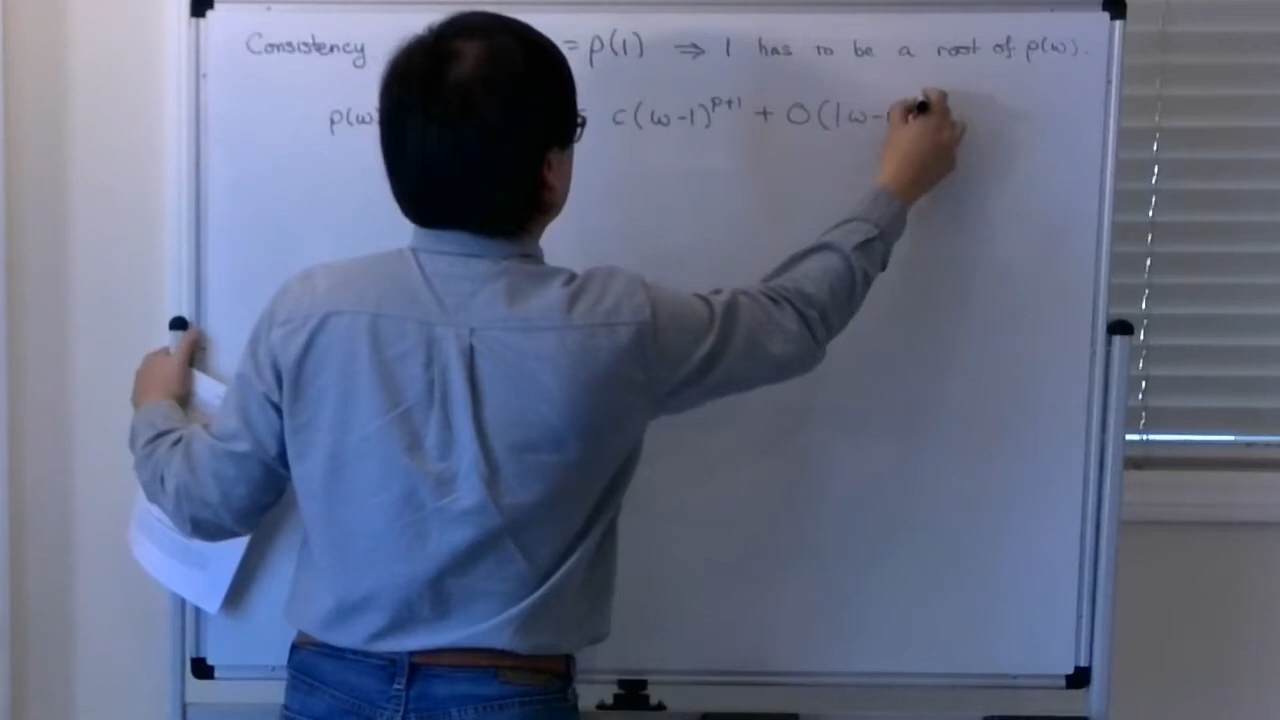 Consistency = ρ(1) ⇒ 1 has to be a root of ρ(w).
ρ(w) c(w-1)^{p+1} + O(|w-